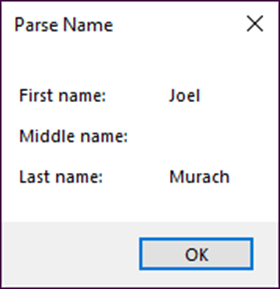 Parse Name
First name: Joel
Middle name:
Last name: Murach
OK